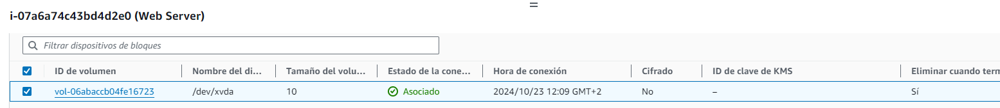 i-07a6a74c43bd4d2e0 (Web Server)
Filtrar dispositivos de bloques
ID de volumen Nombre del di... Tamaño del volu... Estado de la cone... Hora de conexión Cifrado ID de clave de KMS Eliminar cuando term
vol-06abaccb04fe16723 /dev/xvda 10 Asociado 2024/10/23 12:09 GMT+2 No – Sí